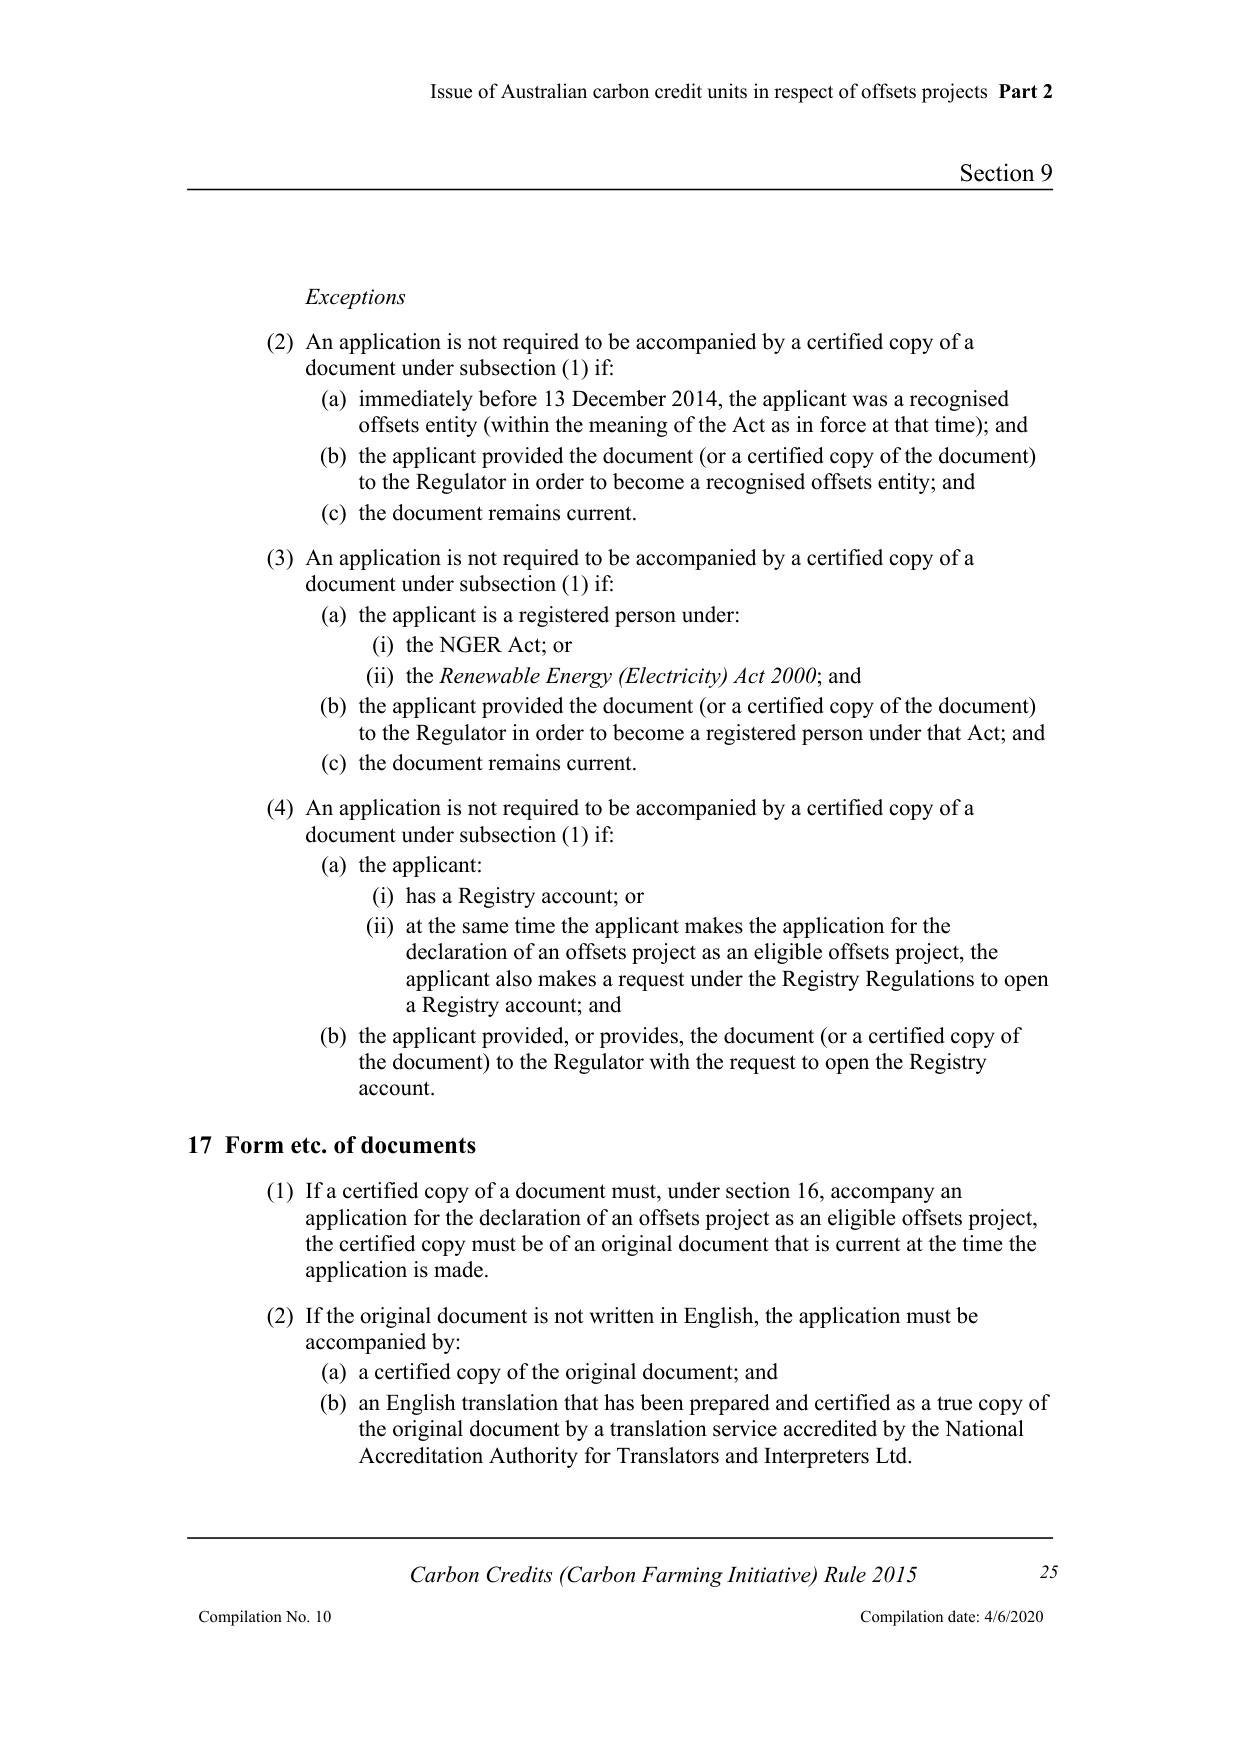 Issue of Australian carbon credit units in respect of offsets projects Part 2
Section 9
Exceptions
(2) An application is not required to be accompanied by a certified copy of a
document under subsection (1) if:
(a) immediately before 13 December 2014, the applicant was a recognised
offsets entity (within the meaning of the Act as in force at that time); and
(b) the applicant provided the document (or a certified copy of the document)
to the Regulator in order to become a recognised offsets entity; and
(c) the document remains current.
(3) An application is not required to be accompanied by a certified copy of a
document under subsection (1) if:
(a) the applicant is a registered person under:
(i) the NGER Act; or
(ii) the Renewable Energy (Electricity) Act 2000; and
(b) the applicant provided the document (or a certified copy of the document)
to the Regulator in order to become a registered person under that Act; and
(c) the document remains current.
(4) An application is not required to be accompanied by a certified copy of a
document under subsection (1) if:
(a) the applicant:
(i) has a Registry account; or
(ii) at the same time the applicant makes the application for the
declaration of an offsets project as an eligible offsets project, the
applicant also makes a request under the Registry Regulations to open
a Registry account; and
(b) the applicant provided, or provides, the document (or a certified copy of
the document) to the Regulator with the request to open the Registry
account.
17 Form etc. of documents
(1) If a certified copy of a document must, under section 16, accompany an
application for the declaration of an offsets project as an eligible offsets project,
the certified copy must be of an original document that is current at the time the
application is made.
(2) If the original document is not written in English, the application must be
accompanied by:
(a) a certified copy of the original document; and
(b) an English translation that has been prepared and certified as a true copy of
the original document by a translation service accredited by the National
Accreditation Authority for Translators and Interpreters Ltd.
Carbon Credits (Carbon Farming Initiative) Rule 2015 25
Compilation No. 10 Compilation date: 4/6/2020